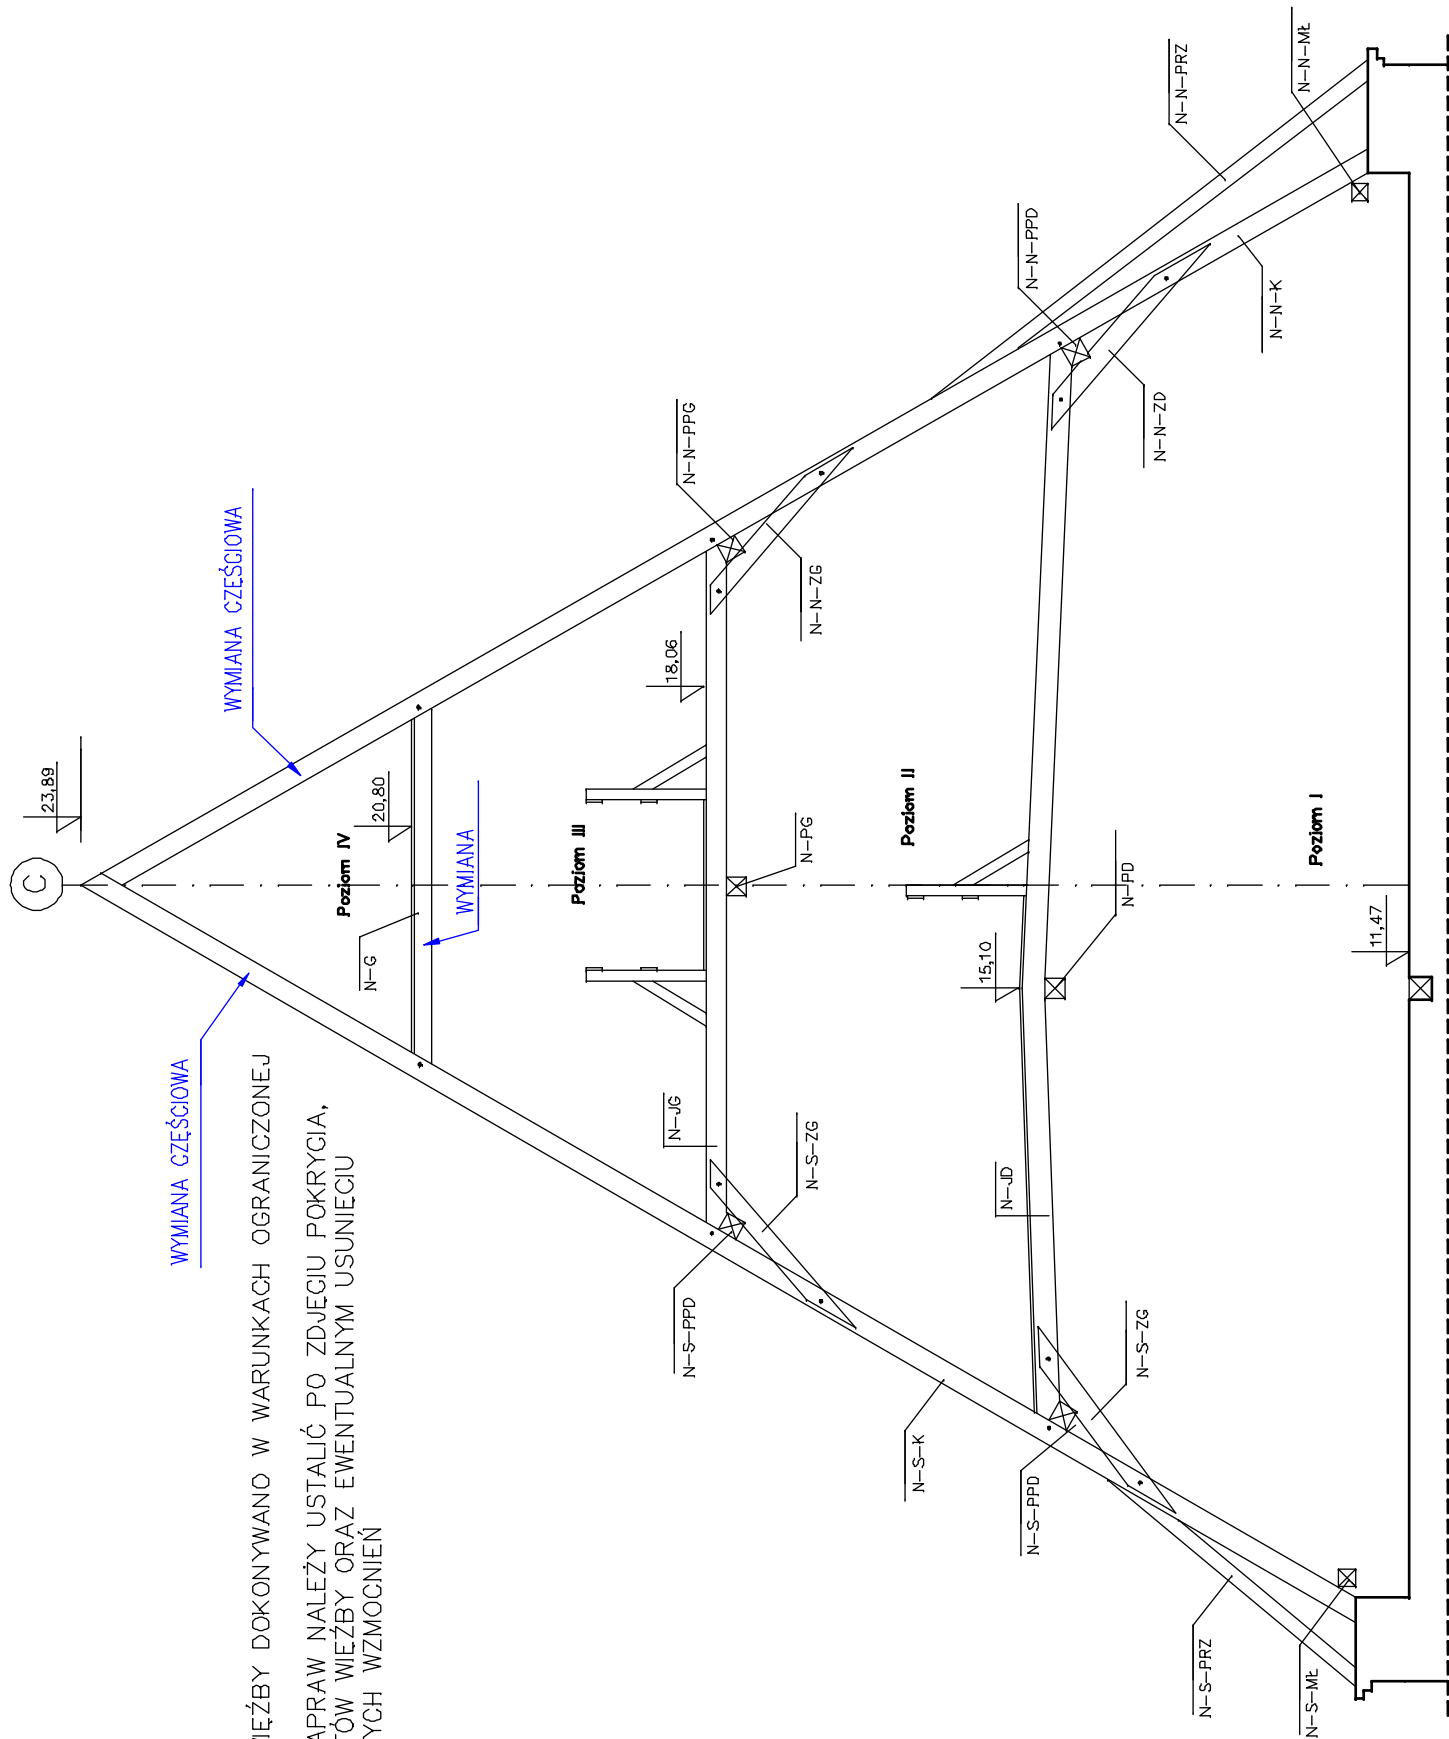 C
23,89
WYMIANA CZĘŚCIOWA
WYMIANA CZĘŚCIOWA
Poziom IV
20,80
N-G
WYMIANA
Poziom III
18,06
N-JG
N-PG
N-N-PPG
N-N-ZG
N-S-ZG
N-S-PPD
Poziom II
15,10
N-JD
N-PD
N-S-K
N-S-PPD
N-S-ZG
N-S-PRZ
N-S-MŁ
N-N-PPD
N-N-ZD
N-N-K
N-N-PRZ
N-N-MŁ
Poziom I
11,47
IĘŹBY DOKONYWANO W WARUNKACH OGRANICZONEJ
APRAW NALEŻY USTALIĆ PO ZDJĘCIU POKRYCIA,
TÓW WIĘŹBY ORAZ EWENTUALNYM USUNIĘCIU
YCH WZMOCNIEŃ